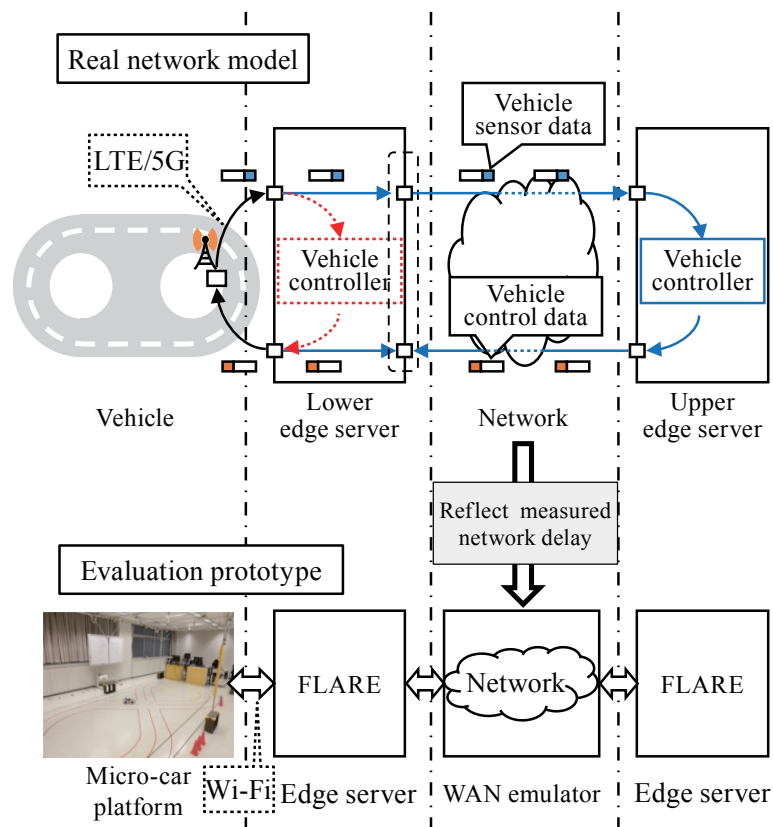 Real network model
LTE/5G
Vehicle
sensor data
Vehicle
controller
Vehicle
controller
Vehicle
control data
Vehicle
Lower
edge server
Network
Upper
edge server
Reflect measured
network delay
Evaluation prototype
FLARE
Network
FLARE
Micro-car
platform
Wi-Fi
Edge server
WAN emulator
Edge server